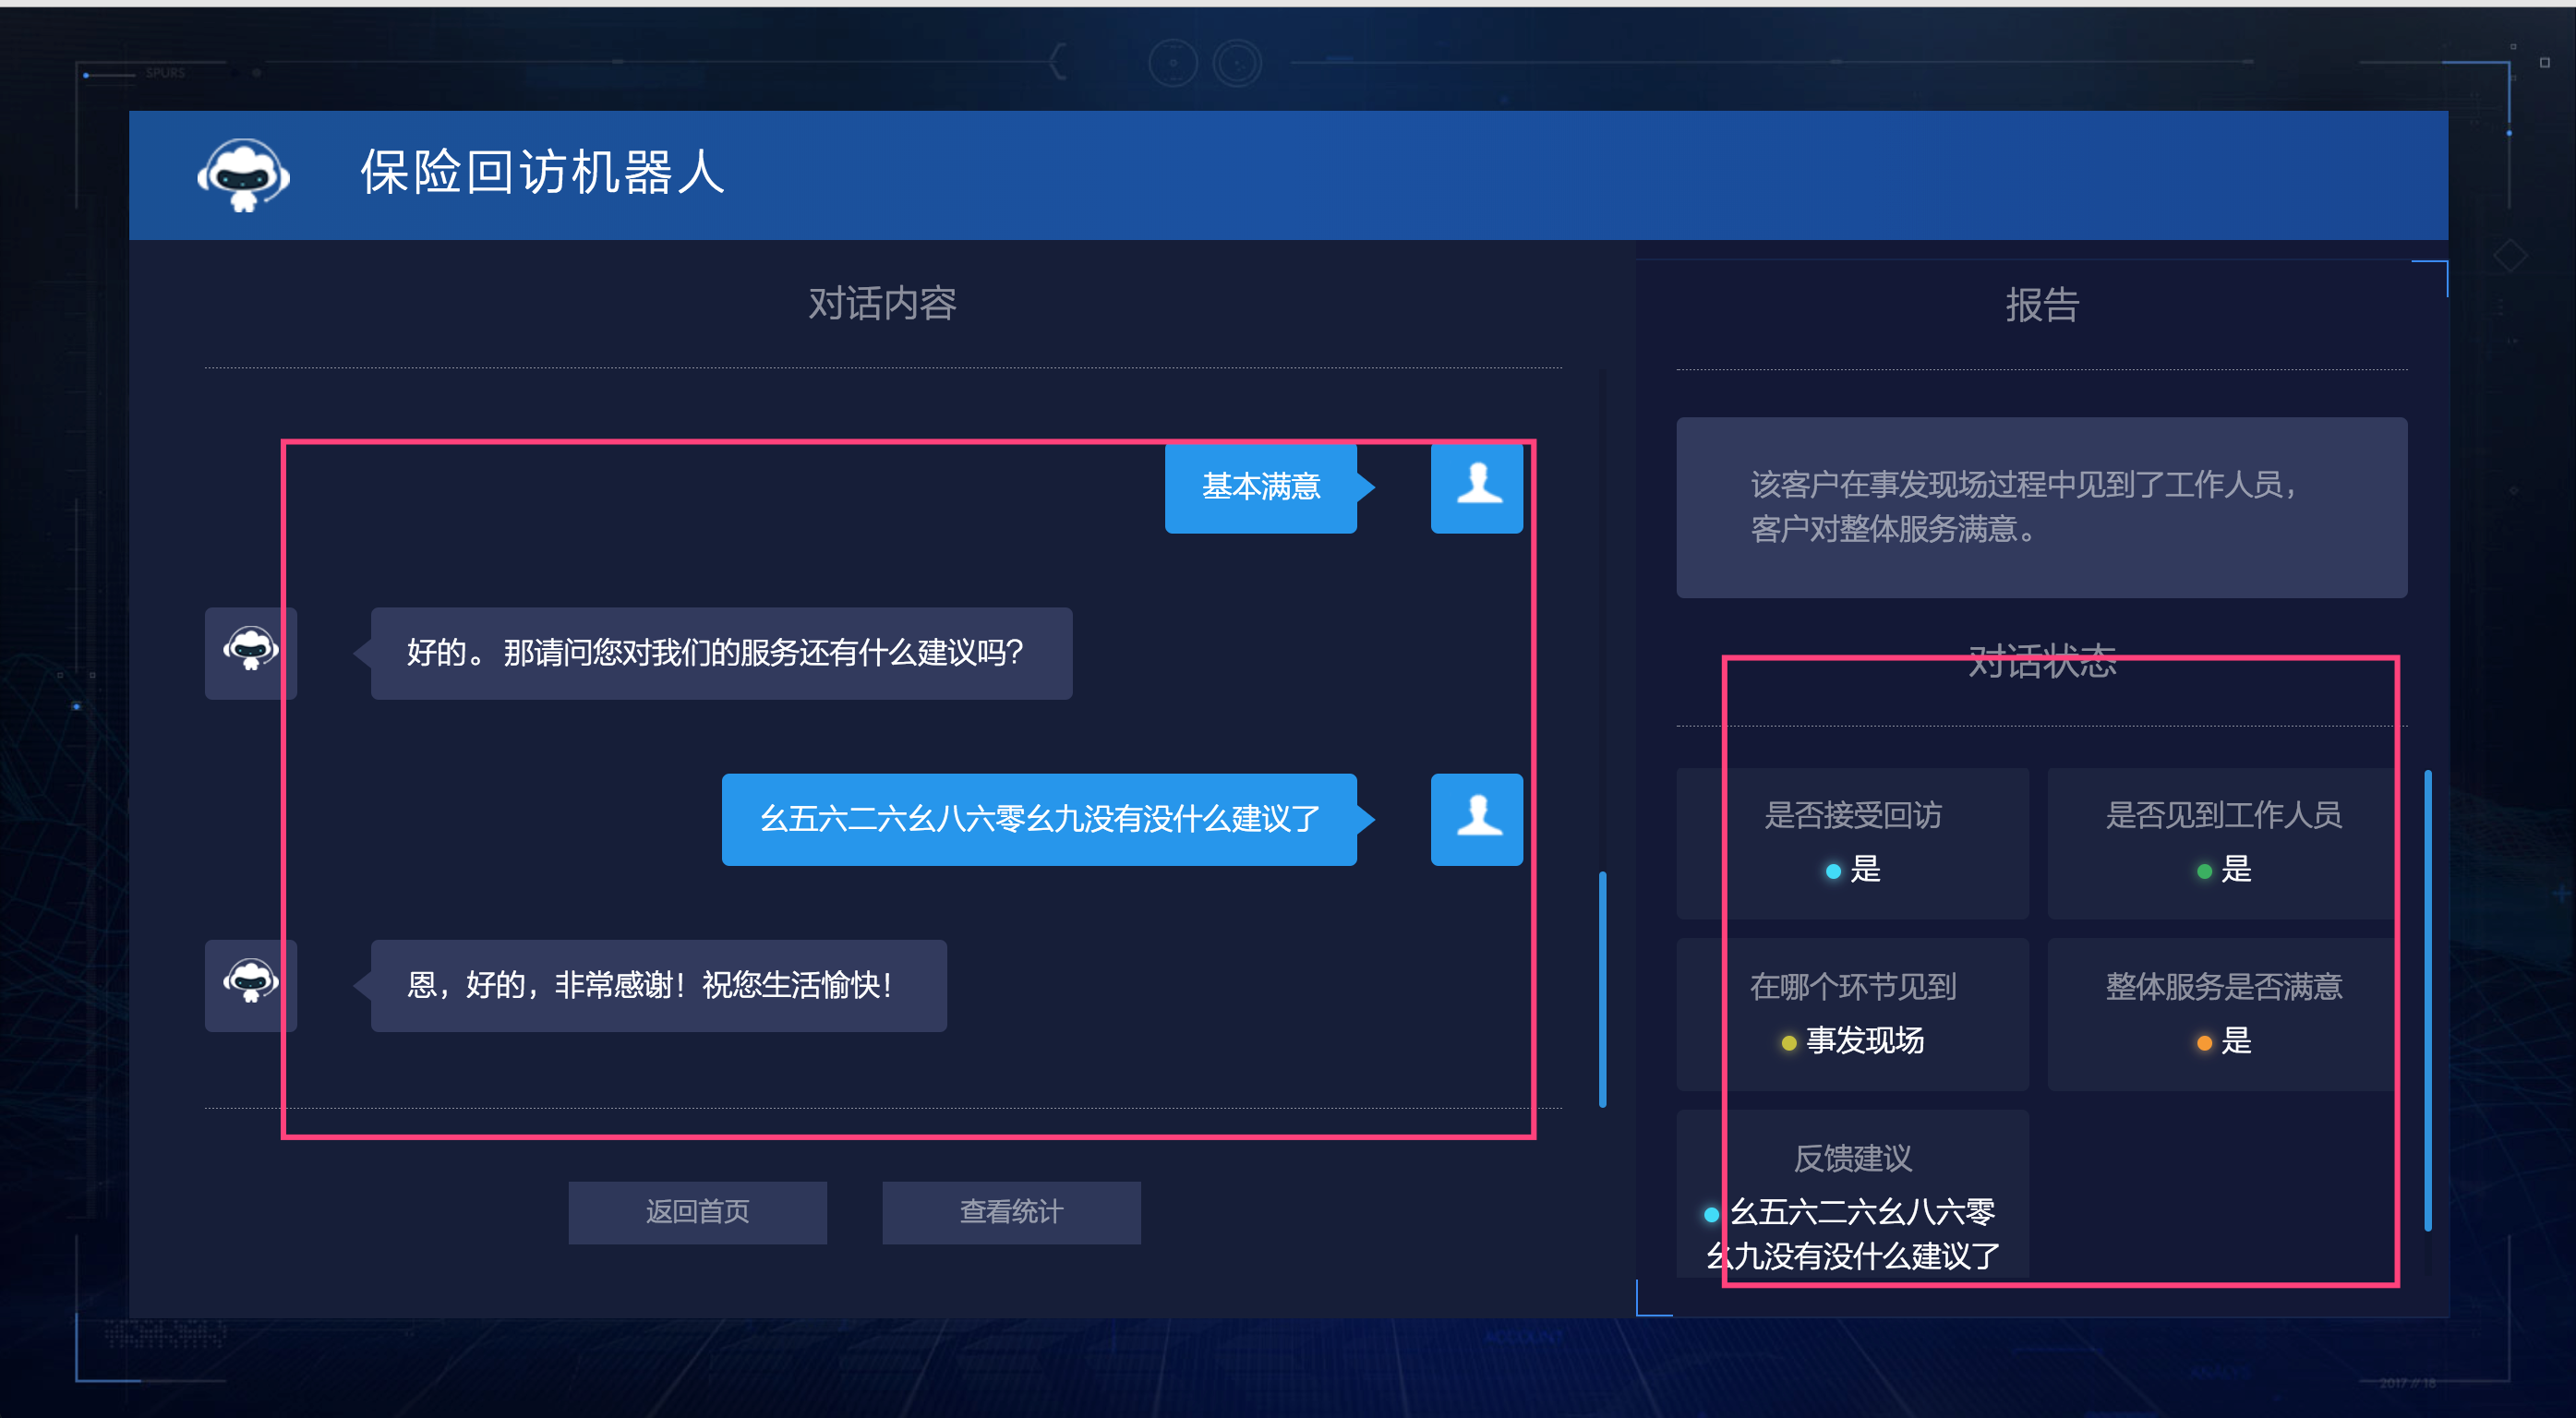 SPURS
保险回访机器人
对话内容
基本满意
好的。那请问您对我们的服务还有什么建议吗？
幺五六二六幺八六零幺九没有没什么建议了
恩，好的，非常感谢！祝您生活愉快！
返回首页
查看统计
报告
该客户在事发现场过程中见到了工作人员，
客户对整体服务满意。
对话状态
是否接受回访
是
是否见到工作人员
是
在哪个环节见到
事发现场
整体服务是否满意
是
反馈建议
幺五六二六幺八六零
幺九没有没什么建议了
2017 // 18